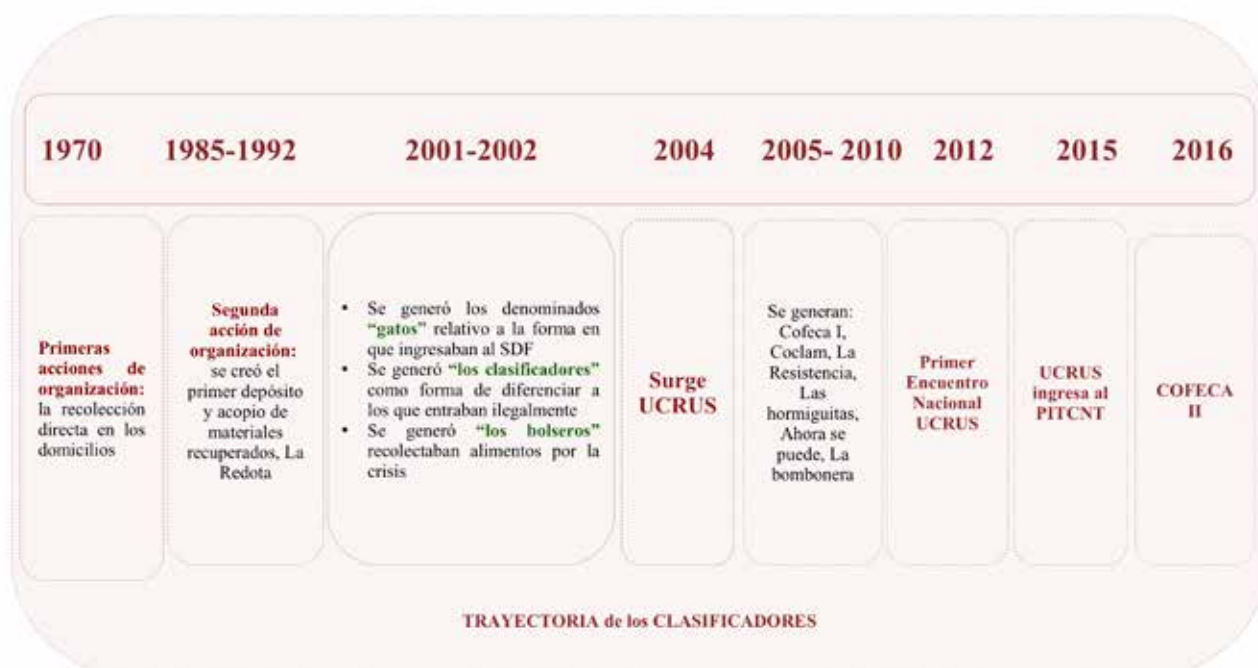 1970
1985-1992
2001-2002
2004
2005- 2010
2012
2015
2016
Primeras
acciones de
organización:
la recolección
directa en los
domicilios
Segunda
acción de
organización:
se creó el
primer depósito
y acopio de
materiales
recuperados, La
Redota
• Se generó los denominados
“gatos” relativo a la forma en
que ingresaban al SDF
• Se generó “los clasificadores”
como forma de diferenciar a
los que entraban ilegalmente
• Se generó “los bolseros”
recolectaban alimentos por la
crisis
Surge
UCRUS
Se generan:
Cofeca I,
Coclam, La
Resistencia,
Las
hormiguitas,
Ahora se
puede, La
bombonera
Primer
Encuentro
Nacional
UCRUS
UCRUS
ingresa al
PITCNT
COFECA
II
TRAYECTORIA de los CLASIFICADORES